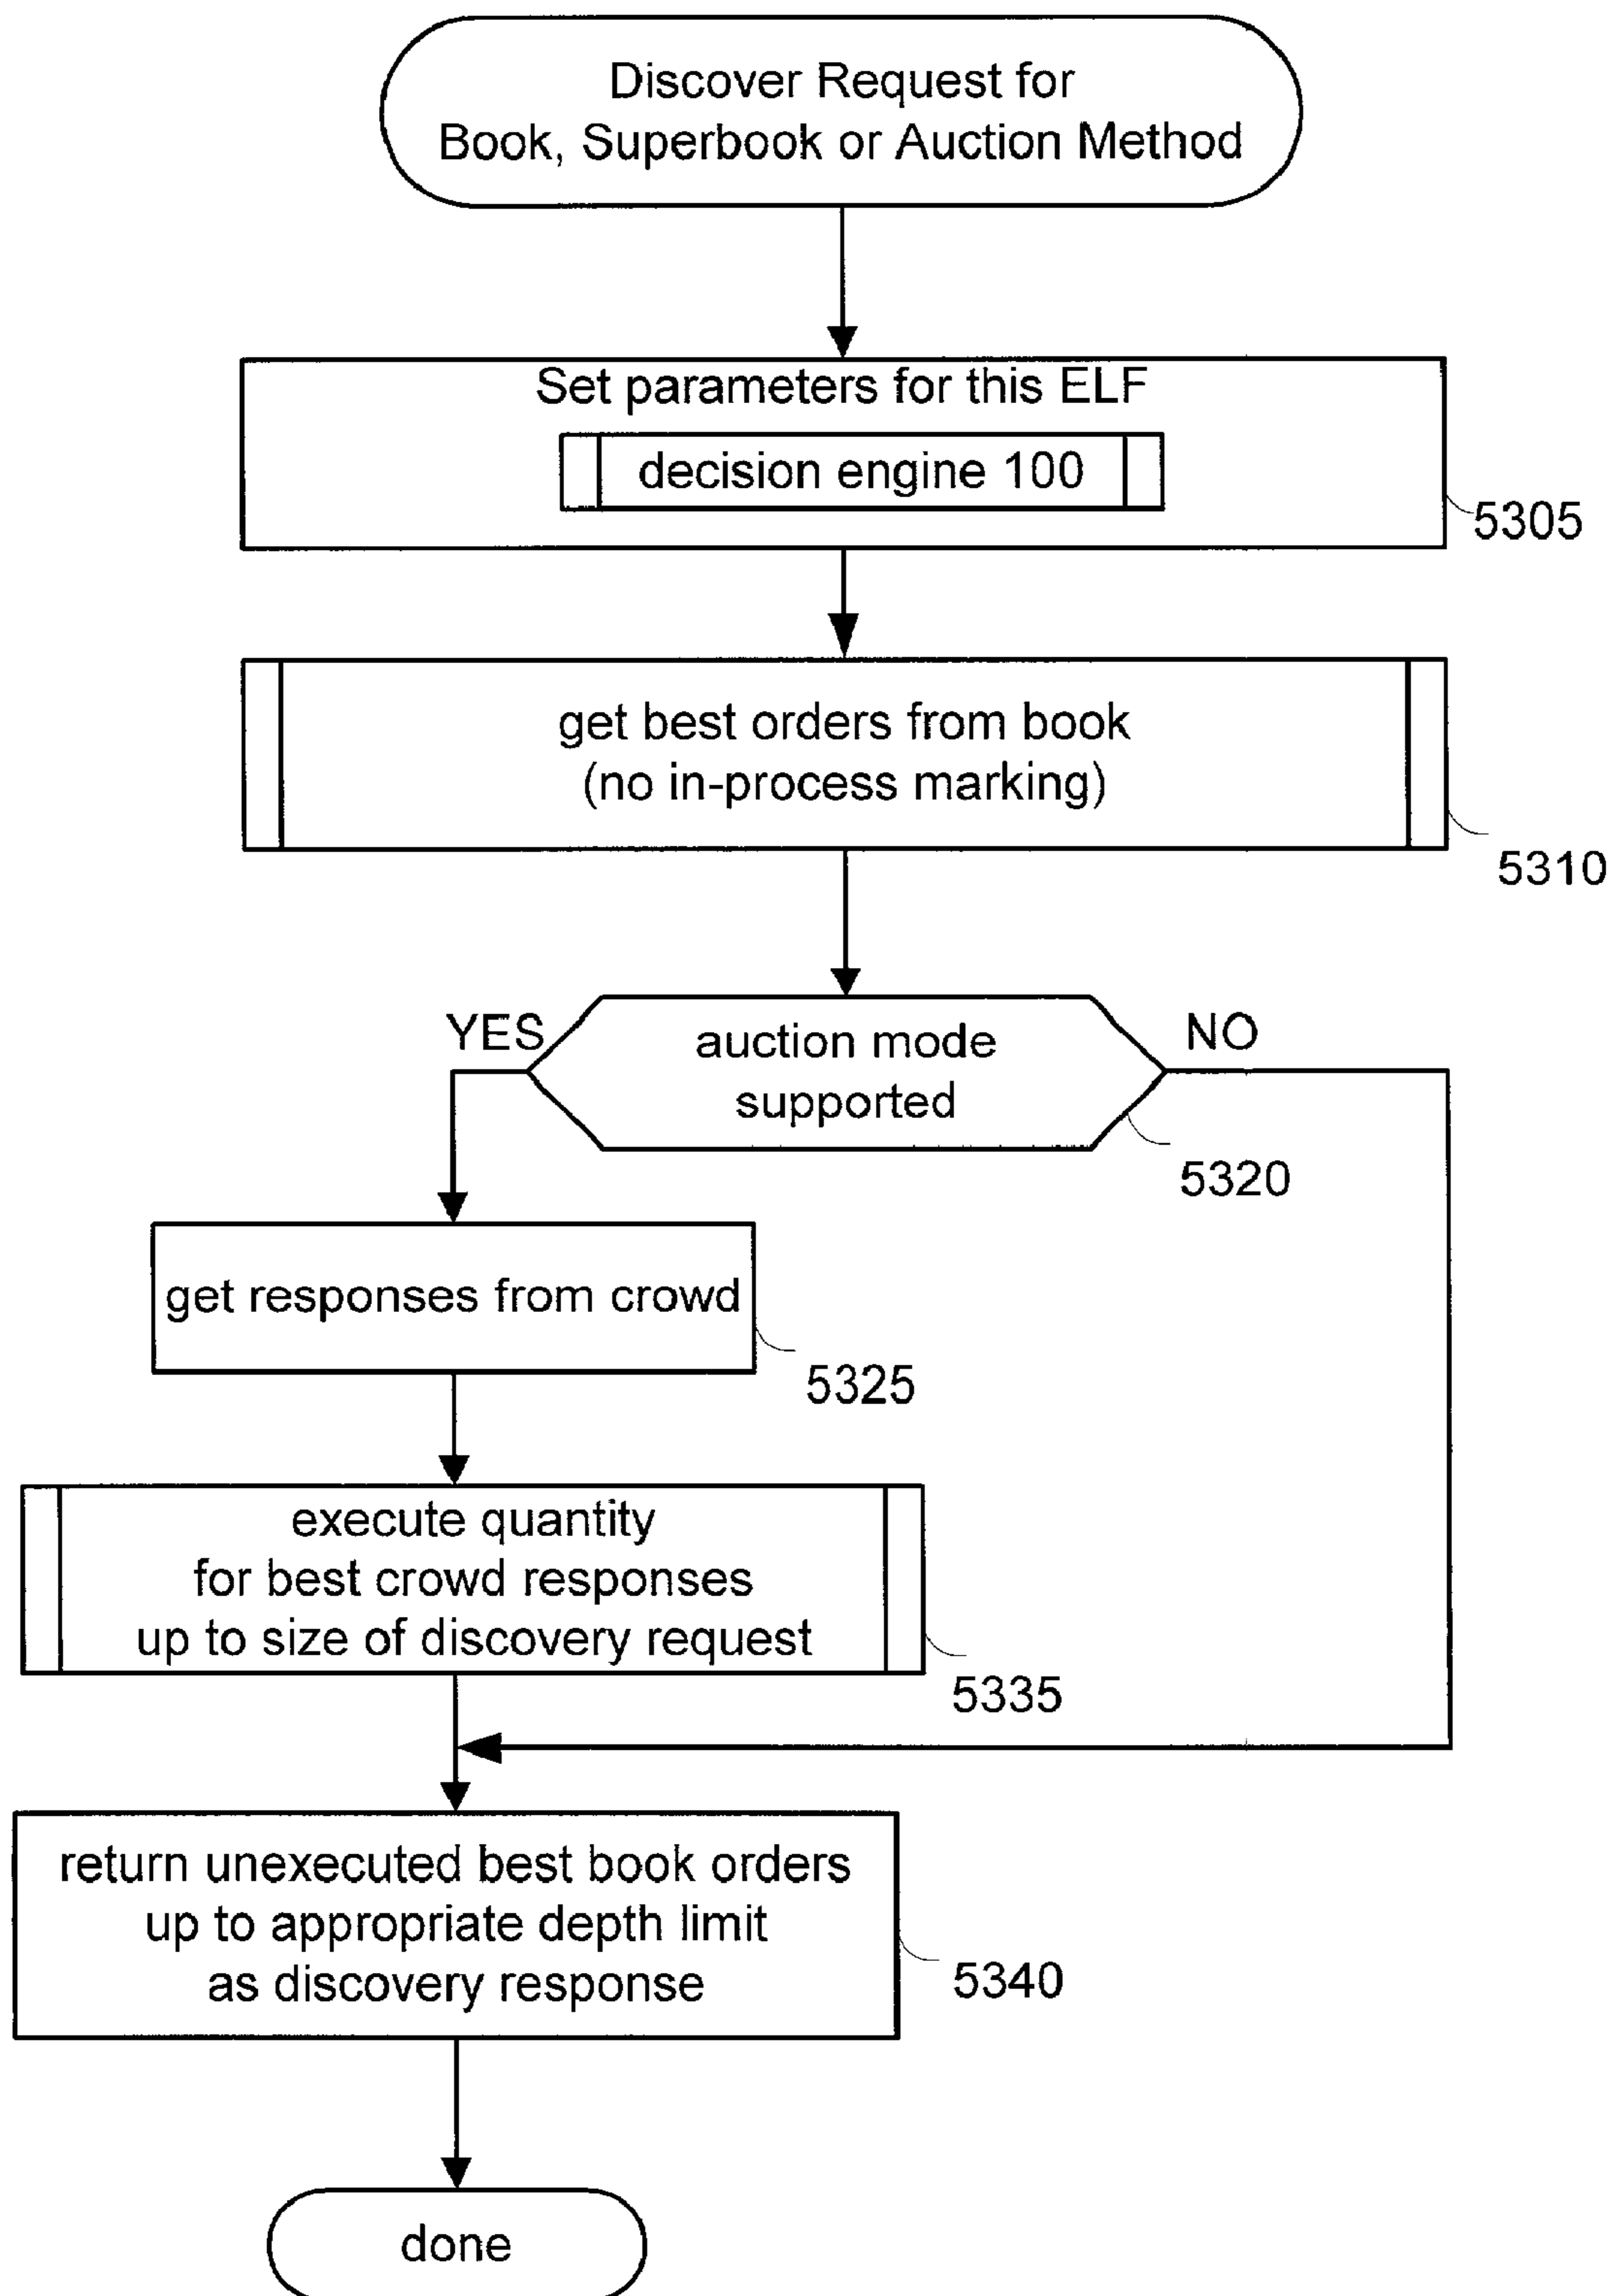 Discover Request for
Book, Superbook or Auction Method
Set parameters for this ELF
decision engine 100
5305
get best orders from book
(no in-process marking)
5310
YES
auction mode
supported
NO
5320
get responses from crowd
5325
execute quantity
for best crowd responses
up to size of discovery request
5335
return unexecuted best book orders
up to appropriate depth limit
as discovery response
5340
done